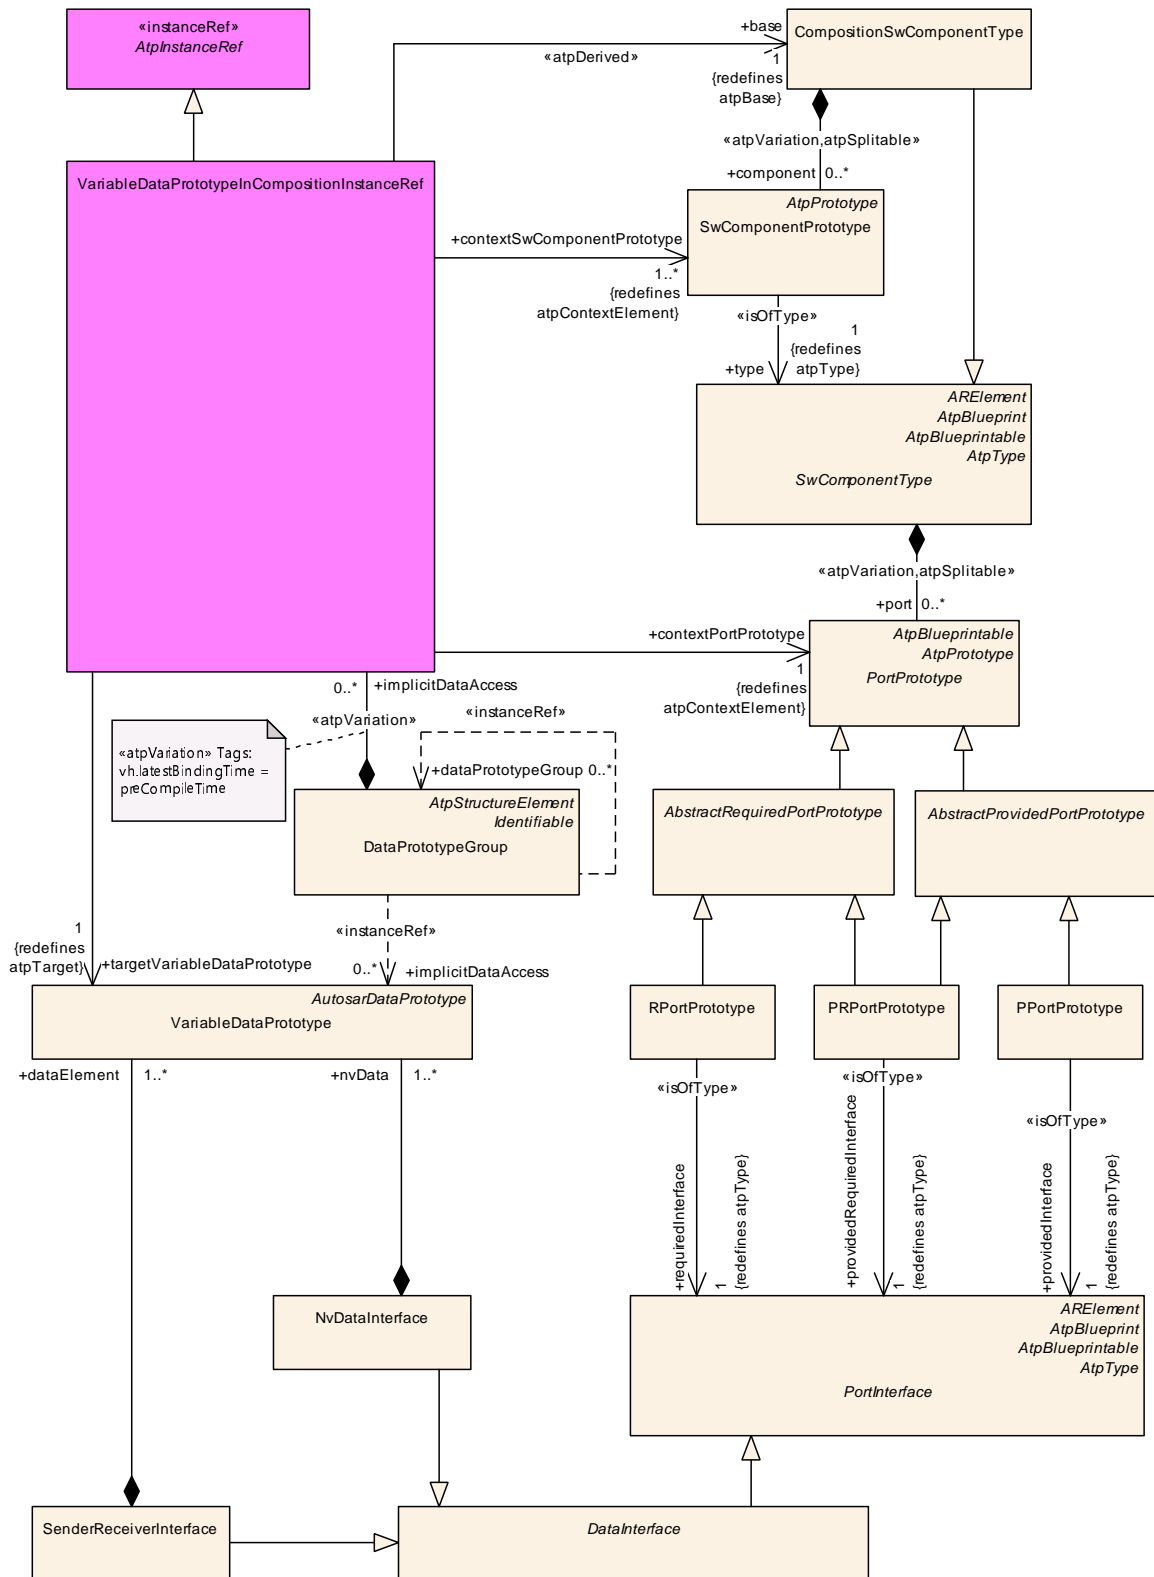 «instanceRef»
AtpInstanceRef
+base
«atpDerived»
1
{redefines
atpBase}
CompositionSwComponentType
«atpVariation,atpSplitable»
+component 0..*
VariableDataPrototypeInCompositionInstanceRef
AtpPrototype
SwComponentPrototype
+contextSwComponentPrototype
1..*
{redefines
atpContextElement}
«isOfType»
1
{redefines
atpType}
+type
ARElement
AtpBlueprint
AtpBlueprintable
AtpType
SwComponentType
«atpVariation,atpSplitable»
+port 0..*
+contextPortPrototype
1
{redefines
atpContextElement}
AtpBlueprintable
AtpPrototype
PortPrototype
0..* +implicitDataAccess
«atpVariation»
«instanceRef»
«atpVariation» Tags:
vh.latestBindingTime =
preCompileTime
+dataPrototypeGroup 0..*
AtpStructureElement
Identifiable
DataPrototypeGroup
AbstractRequiredPortPrototype
AbstractProvidedPortPrototype
1
{redefines
atpTarget}
+targetVariableDataPrototype
«instanceRef»
0..* +implicitDataAccess
AutosarDataPrototype
VariableDataPrototype
RPortPrototype
PRPortPrototype
PPortPrototype
+dataElement 1..*
+nvData 1..*
«isOfType»
«isOfType»
«isOfType»
+requiredInterface
1
{redefines atpType}
+providedRequiredInterface
1
{redefines atpType}
+providedInterface
1
{redefines atpType}
NvDataInterface
ARElement
AtpBlueprint
AtpBlueprintable
AtpType
PortInterface
SenderReceiverInterface
DataInterface